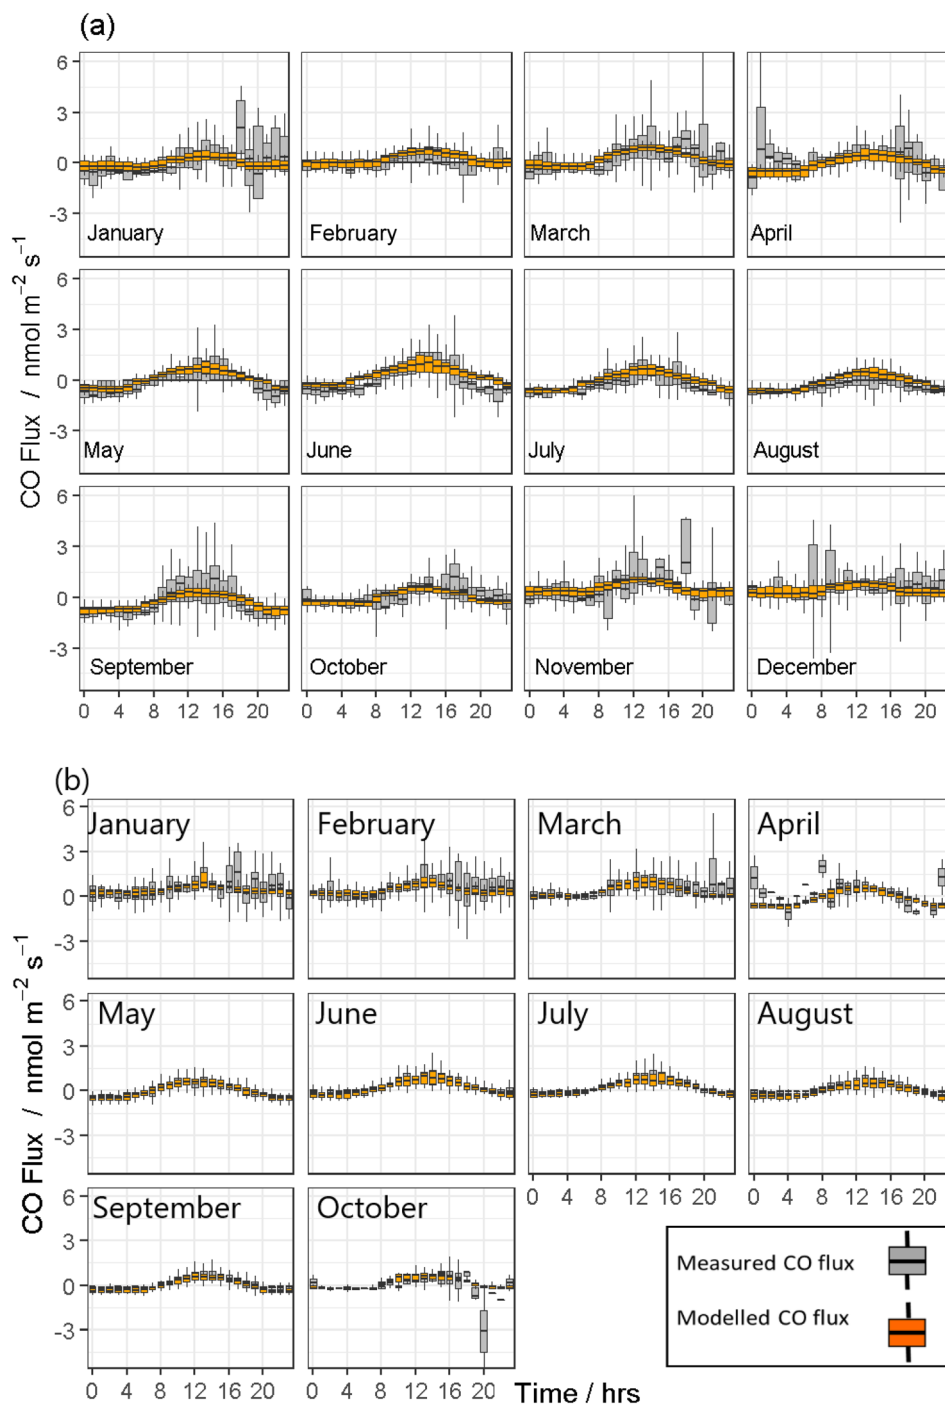 (a)
CO Flux / nmol m⁻² s⁻¹
6
3
0
-3
January
February
March
April
6
3
0
-3
May
June
July
August
6
3
0
-3
September
October
November
December
0 4 8 12 16 20
0 4 8 12 16 20
0 4 8 12 16 20
0 4 8 12 16 20
(b)
CO Flux / nmol m⁻² s⁻¹
6
3
0
-3
January
February
March
April
6
3
0
-3
May
June
July
August
0 4 8 12 16 20
0 4 8 12 16 20
6
3
0
-3
September
October
0 4 8 12 16 20
0 4 8 12 16 20
Time / hrs
Measured CO flux
Modelled CO flux